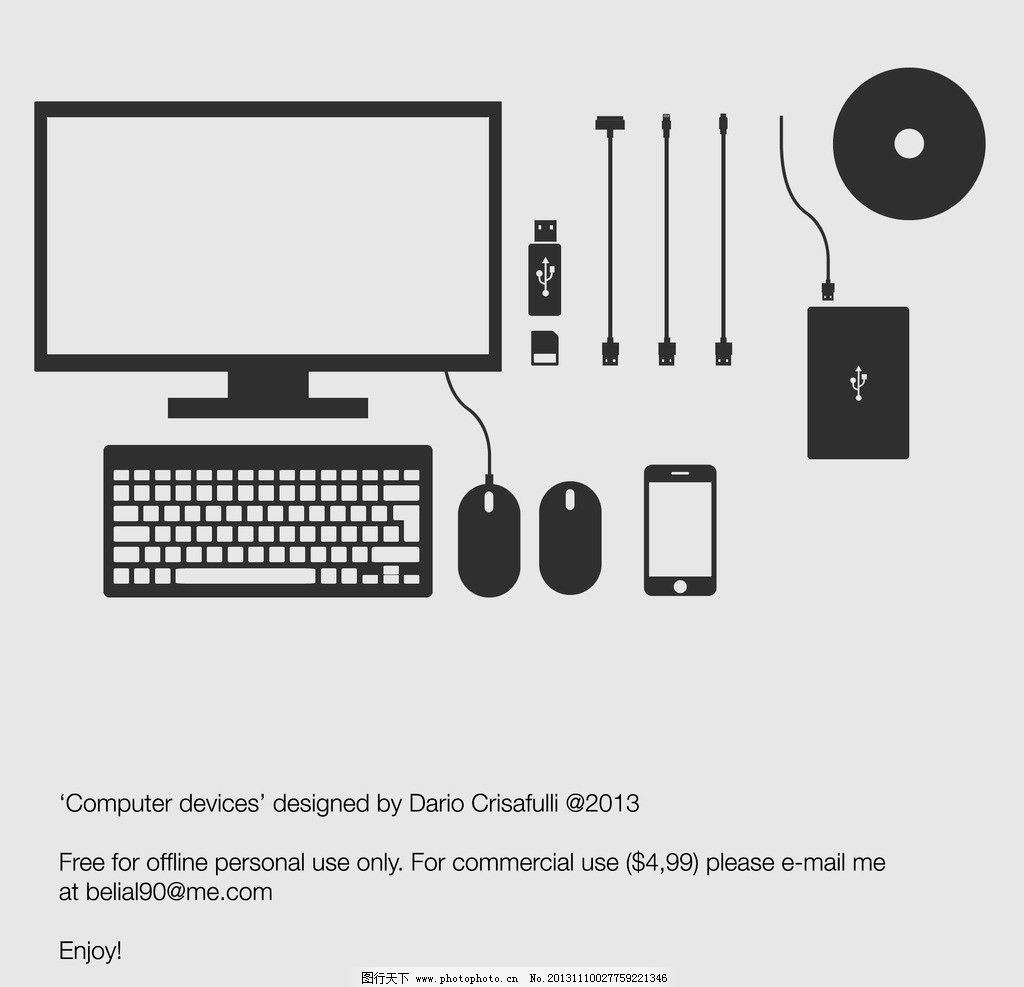 ‘Computer devices’ designed by Dario Crisafulli @2013
Free for offline personal use only. For commercial use ($4,99) please e-mail me
at belial90@me.com
Enjoy!
图行天下 www.photophoto.cn No.20131110027759221346